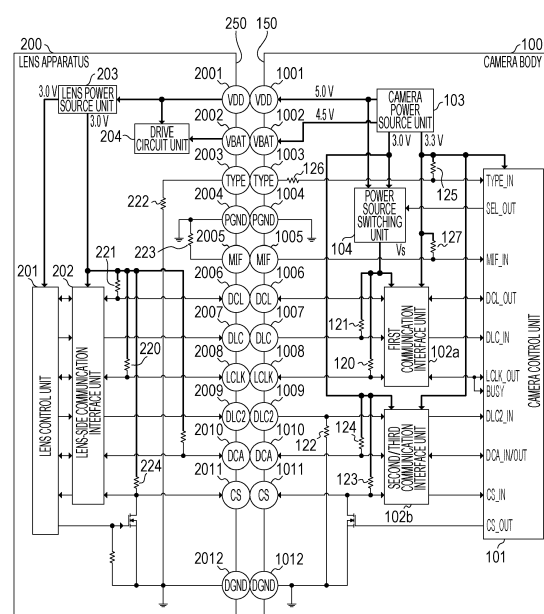 200
250
150
100
LENS APPARATUS
CAMERA BODY
203
2001
1001
3.0 V
LENS POWER SOURCE UNIT
3.0 V
VDD
VDD
5.0 V
CAMERA POWER SOURCE UNIT
103
2002
1002
4.5 V
204
DRIVE CIRCUIT UNIT
VBAT
VBAT
3.0 V
3.3 V
2003
1003
126
222
TYPE
TYPE
125
TYPE_IN
2004
1004
223
PGND
PGND
POWER SOURCE SWITCHING UNIT
SEL_OUT
2005
1005
104
127
201
202
221
MIF
MIF
Vs
MIF_IN
2006
1006
DCL
DCL
DCL_OUT
2007
1007
121
DLC
DLC
FIRST COMMUNICATION INTERFACE UNIT
DLC_IN
2008
1008
120
102a
220
LCLK
LCLK
LCLK_OUT
BUSY
2009
1009
LENS CONTROL UNIT
LENS-SIDE COMMUNICATION INTERFACE UNIT
CAMERA CONTROL UNIT
DLC2
DLC2
DLC2_IN
2010
1010
122
124
DCA
DCA
SECOND/THIRD COMMUNICATION INTERFACE UNIT
DCA_IN/OUT
2011
1011
123
224
CS
CS
CS_IN
102b
CS_OUT
101
2012
1012
DGND
DGND